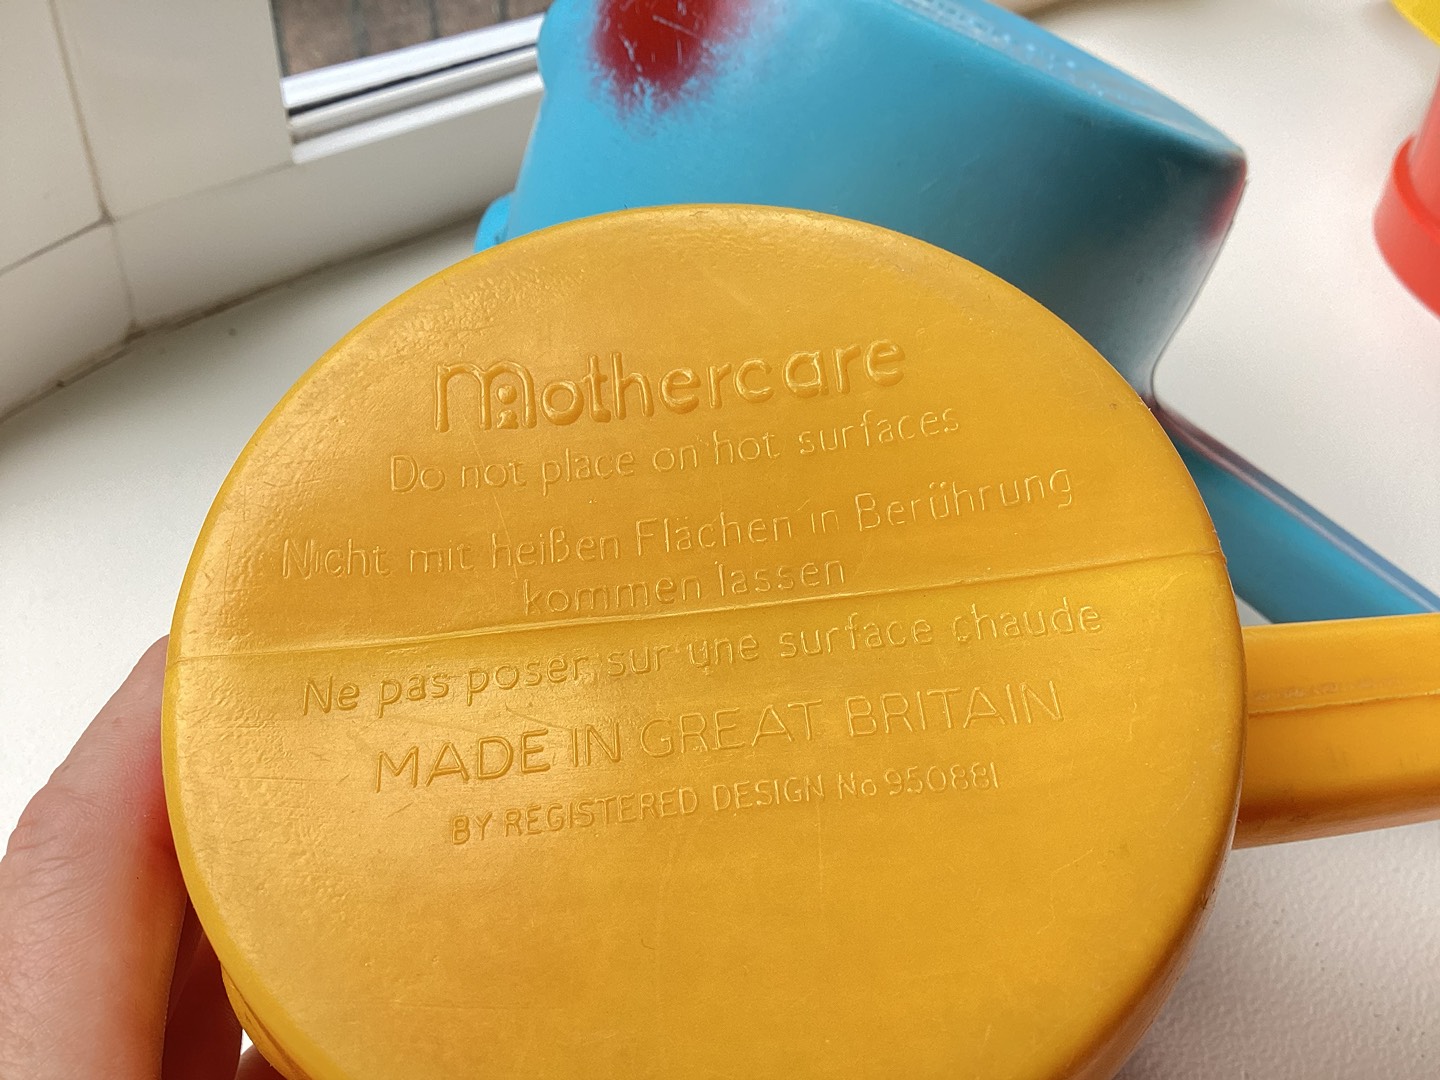 Mothercare
Do not place on hot surfaces
Nicht mit heißen Flächen in Berührung
kommen lassen
Ne pas poser sur une surface chaude
MADE IN GREAT BRITAIN
BY REGISTERED DESIGN No 950881